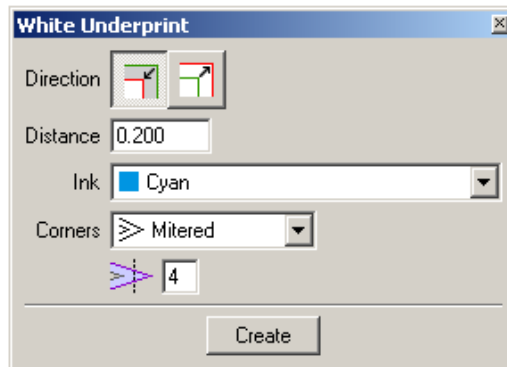 White Underprint
Direction
Distance 0.200
Ink Cyan
Corners Mitered
4
Create